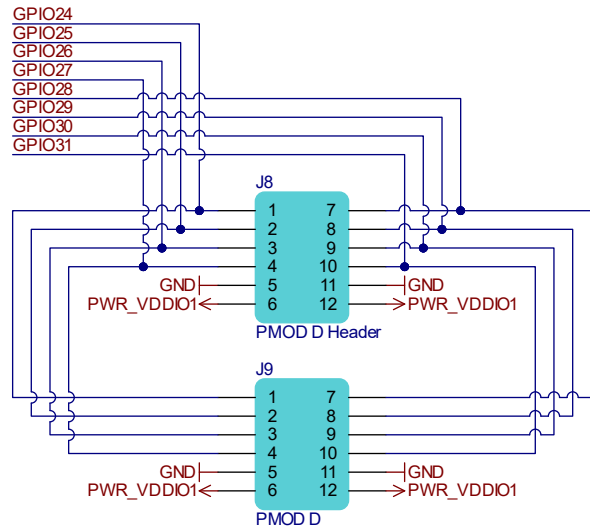 GPIO24
GPIO25
GPIO26
GPIO27
GPIO28
GPIO29
GPIO30
GPIO31
J8
1 7
2 8
3 9
4 10
GND 5 11 GND
PWR_VDDIO1 6 12 PWR_VDDIO1
PMOD D Header
J9
1 7
2 8
3 9
4 10
GND 5 11 GND
PWR_VDDIO1 6 12 PWR_VDDIO1
PMOD D